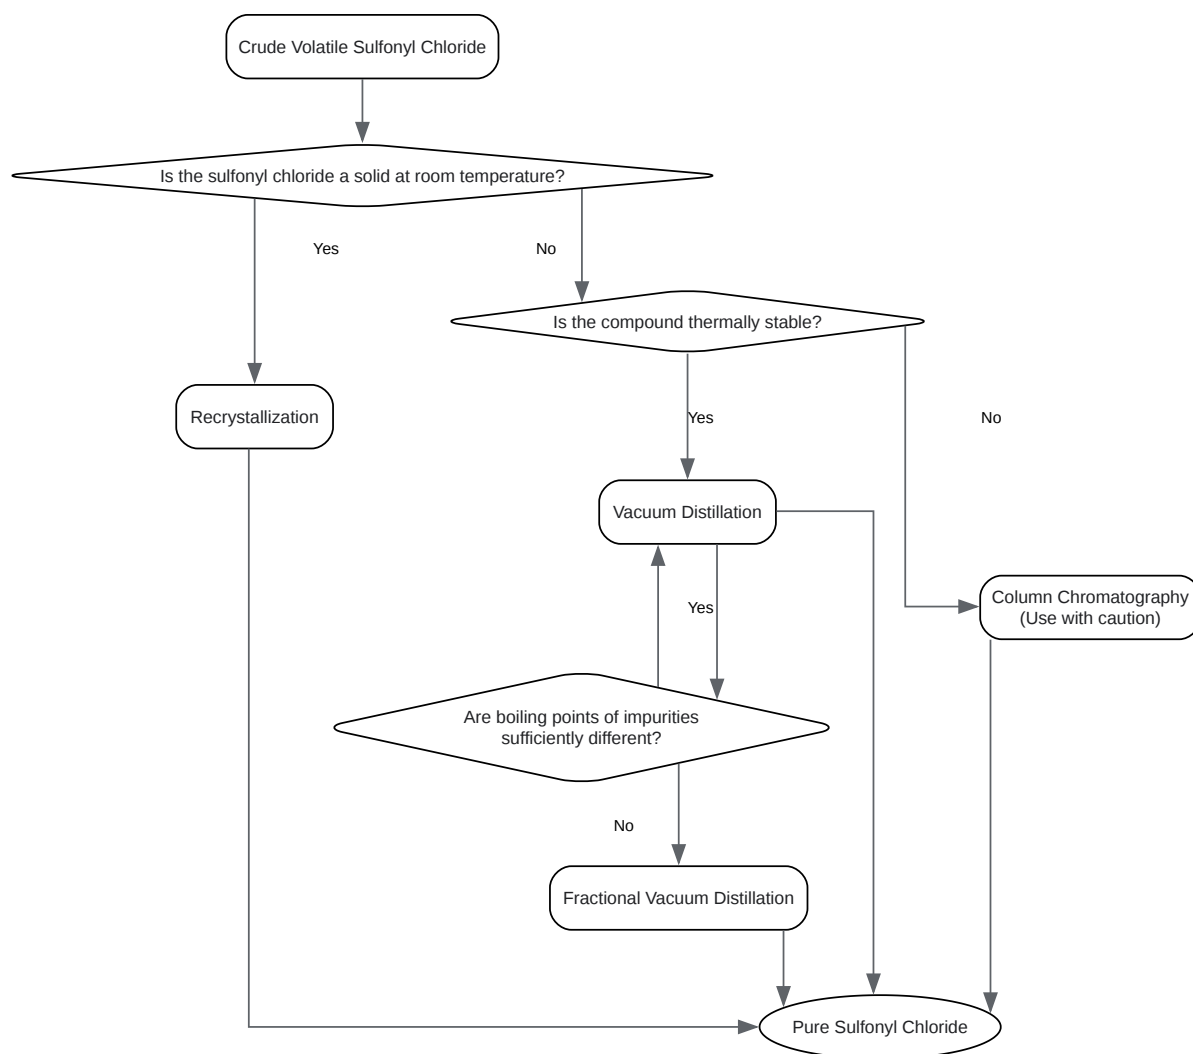 Crude Volatile Sulfonyl Chloride
Is the sulfonyl chloride a solid at room temperature?
Yes
No
Is the compound thermally stable?
Recrystallization
Yes
No
Vacuum Distillation
Column Chromatography
(Use with caution)
Yes
Are boiling points of impurities
sufficiently different?
No
Fractional Vacuum Distillation
Pure Sulfonyl Chloride